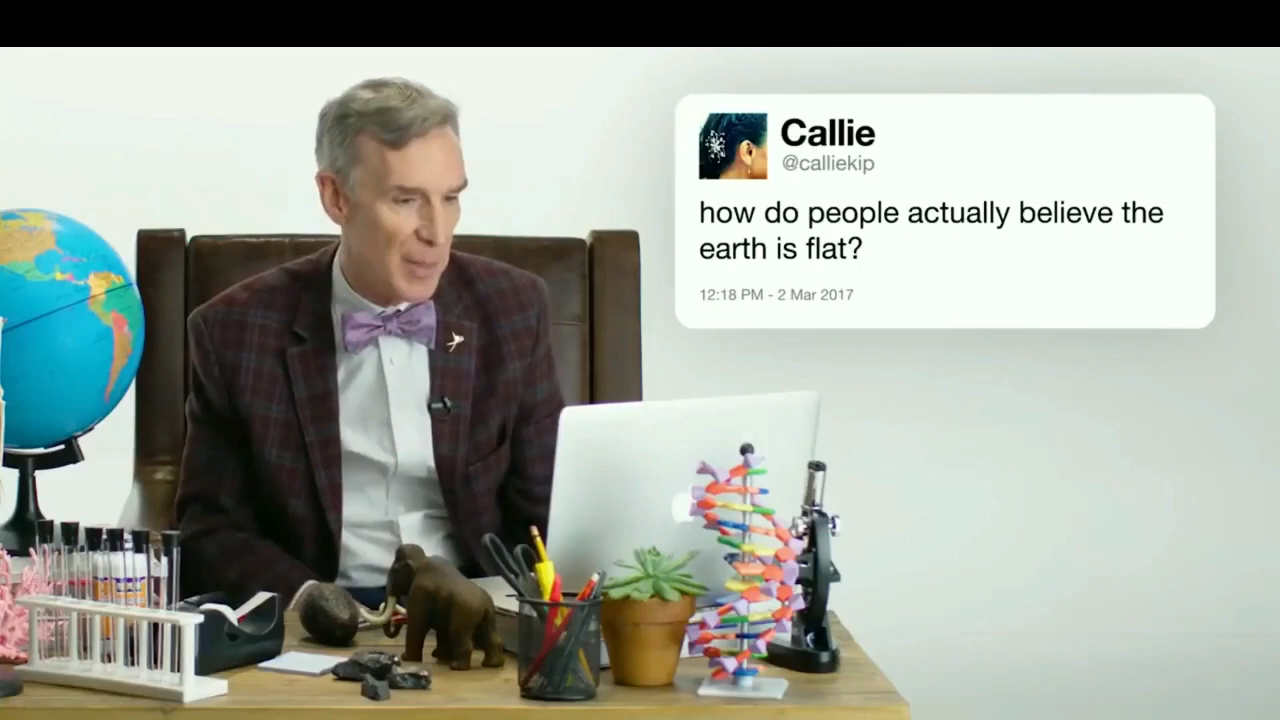 Callie
@calliekip
how do people actually believe the
earth is flat?
12:18 PM - 2 Mar 2017